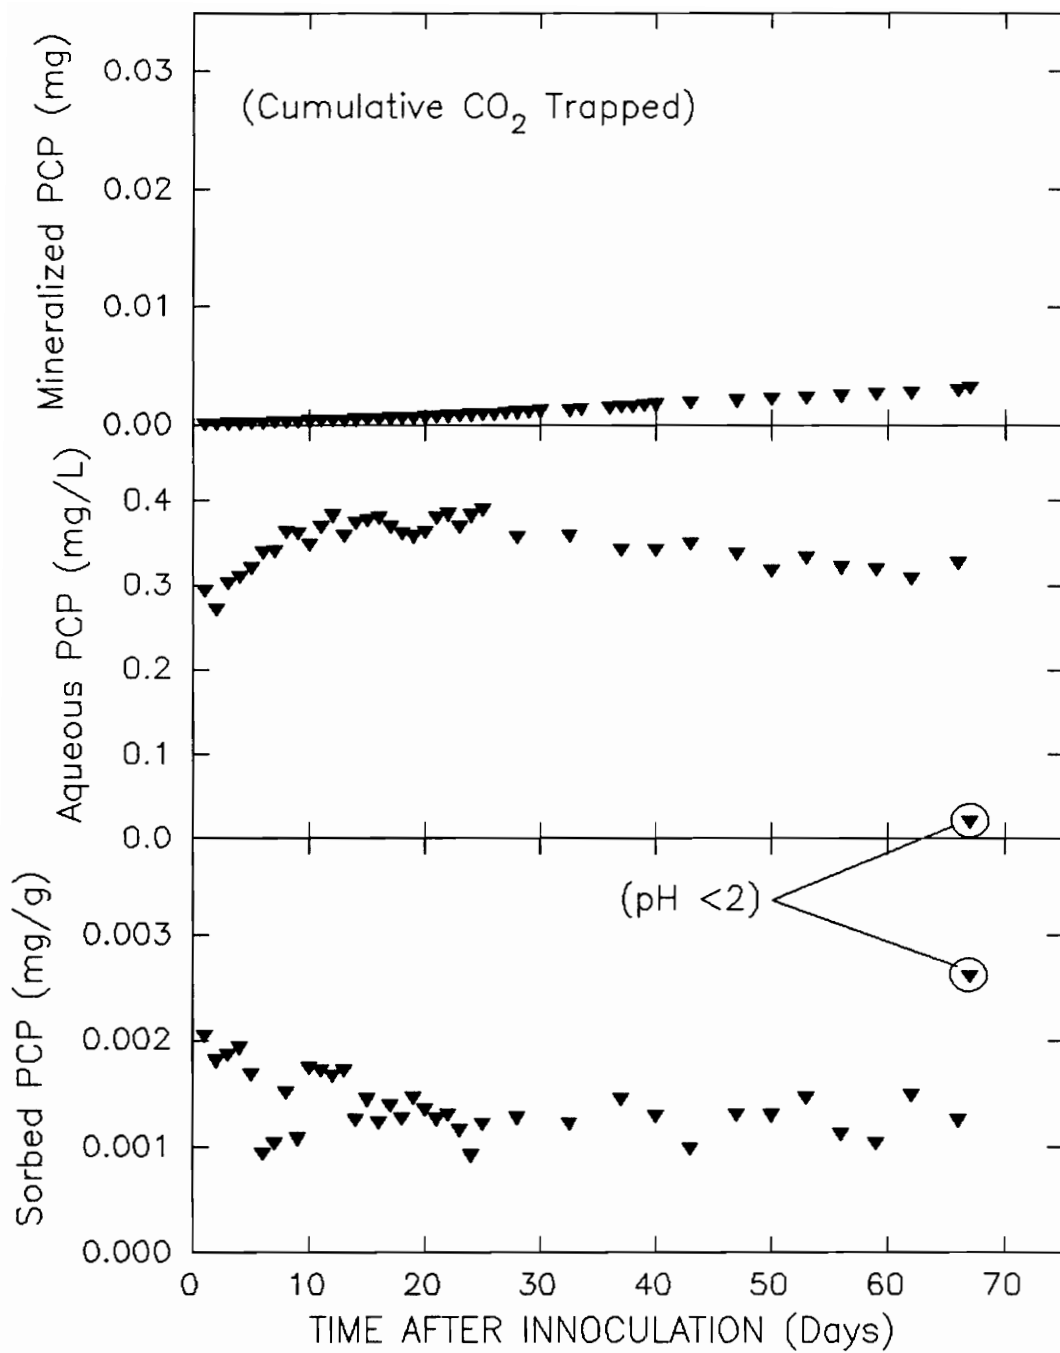 Mineralized PCP (mg)
0.03
0.02
0.01
0.00
(Cumulative CO₂ Trapped)
Aqueous PCP (mg/L)
0.4
0.3
0.2
0.1
0.0
Sorbed PCP (mg/g)
(pH <2)
0.003
0.002
0.001
0.000
0 10 20 30 40 50 60 70
TIME AFTER INNOCULATION (Days)